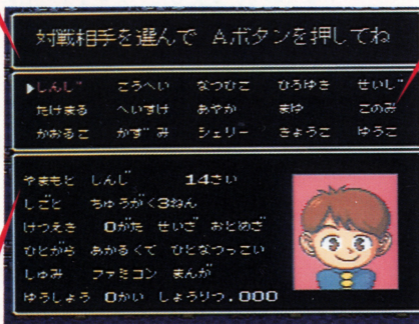 対戦相手を選んで Aボタンを押してね
▶しんじ こうへい なつひこ ひろゆき せいじ
たけまる へいすけ あやか まゆ このみ
かおるこ かずみ シェリー きょうこ ゆうこ
やまもと しんじ 14さい
しごと ちゅうがく3ねん
けつえき Oがた せいざ おとめざ
ひとがら あかるくて ひとなつっこい
しゅみ ファミコン まんが
ゆうしょう 0かい しょうりつ.000